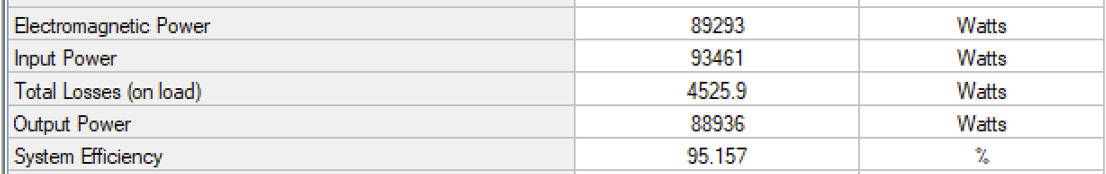 Electromagnetic Power 89293 Watts
Input Power 93461 Watts
Total Losses (on load) 4525.9 Watts
Output Power 88936 Watts
System Efficiency 95.157 %